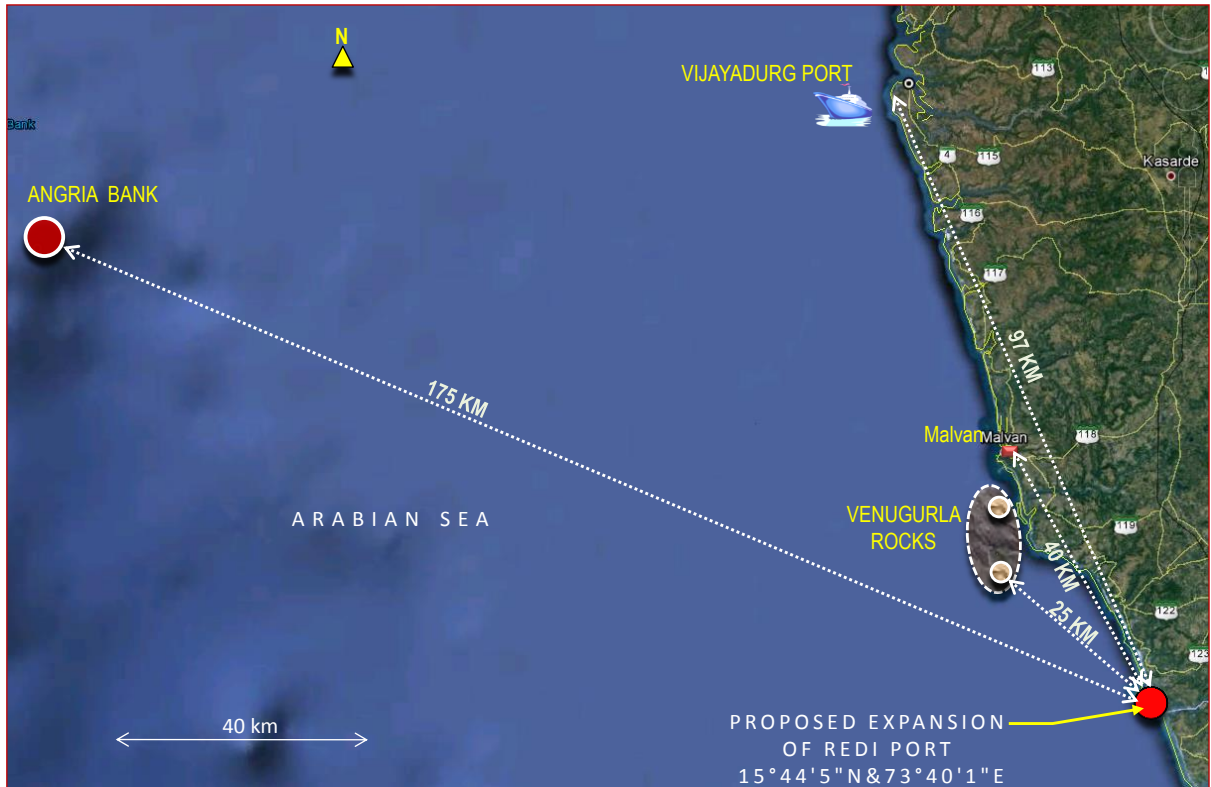 N
VIJAYADURG PORT
113
Bank
4
115
Kasarde
ANGRIA BANK
116
117
97 KM
175 KM
Malvan
Malvan
118
VENUGURLA
ROCKS
ARABIAN SEA
119
40 KM
25 KM
122
123
40 km
PROPOSED EXPANSION
OF REDI PORT
15°44'5"N&73°40'1"E